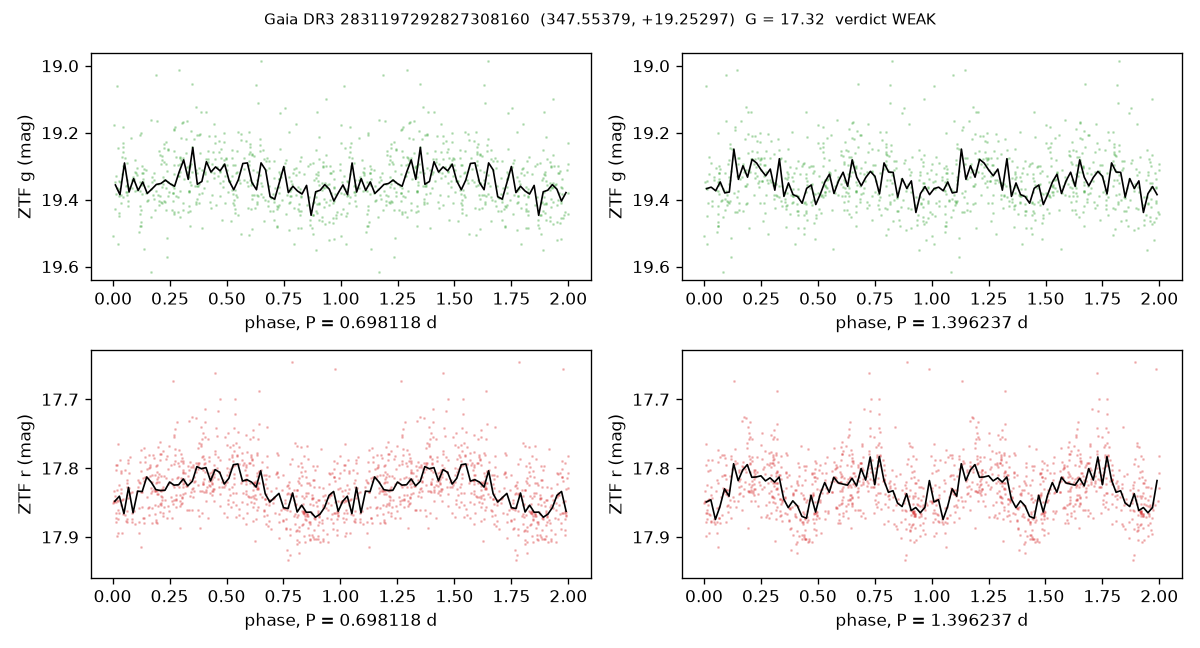 Gaia DR3 2831197292827308160 (347.55379, +19.25297) G = 17.32 verdict WEAK
ZTF g (mag)
19.0
19.2
19.4
19.6
0.00 0.25 0.50 0.75 1.00 1.25 1.50 1.75 2.00
phase, P = 0.698118 d
ZTF g (mag)
19.0
19.2
19.4
19.6
0.00 0.25 0.50 0.75 1.00 1.25 1.50 1.75 2.00
phase, P = 1.396237 d
ZTF r (mag)
17.7
17.8
17.9
0.00 0.25 0.50 0.75 1.00 1.25 1.50 1.75 2.00
phase, P = 0.698118 d
ZTF r (mag)
17.7
17.8
17.9
0.00 0.25 0.50 0.75 1.00 1.25 1.50 1.75 2.00
phase, P = 1.396237 d